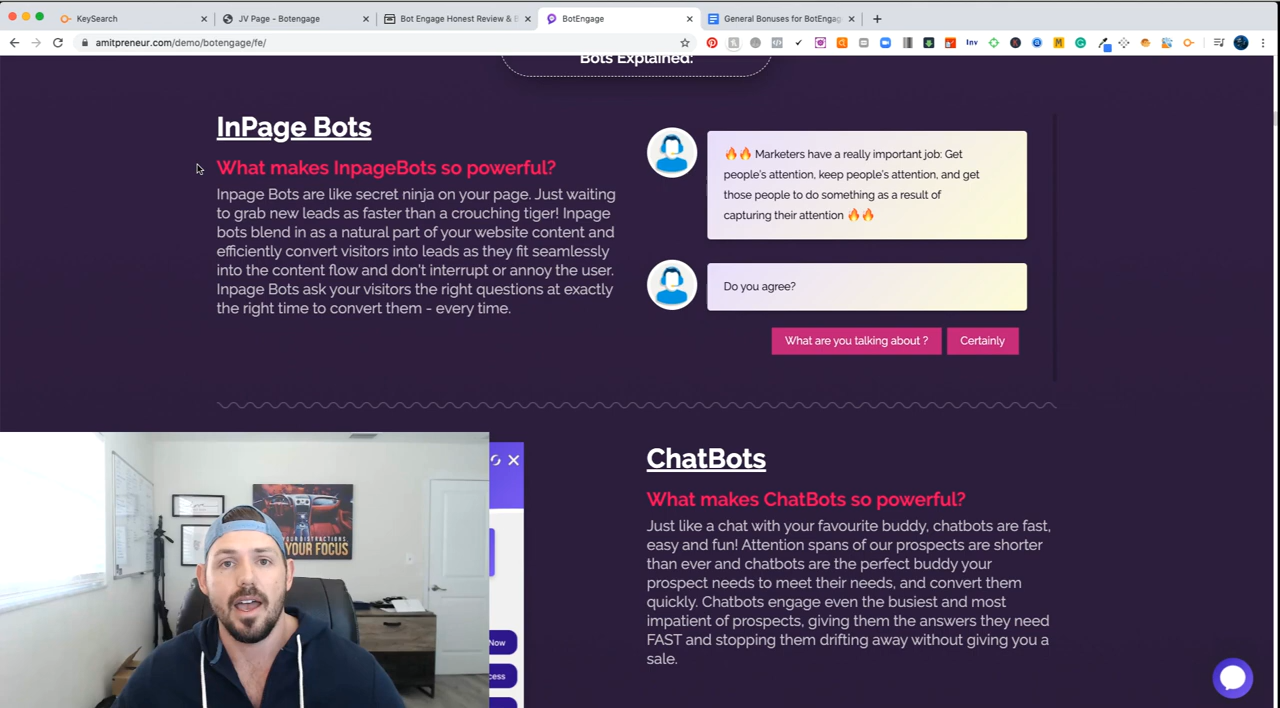 KeySearch
JV Page - Botengage
Bot Engage Honest Review & B
BotEngage
General Bonuses for BotEngag
amitpreneur.com/demo/botengage/fe/
Inv
Bots Explained:
InPage Bots
What makes InpageBots so powerful?
Inpage Bots are like secret ninja on your page. Just waiting
to grab new leads as faster than a crouching tiger! Inpage
bots blend in as a natural part of your website content and
efficiently convert visitors into leads as they fit seamlessly
into the content flow and don't interrupt or annoy the user.
Inpage Bots ask your visitors the right questions at exactly
the right time to convert them - every time.
🔥🔥 Marketers have a really important job: Get
people's attention, keep people's attention, and get
those people to do something as a result of
capturing their attention 🔥🔥
Do you agree?
What are you talking about ?
Certainly
ChatBots
What makes ChatBots so powerful?
Just like a chat with your favourite buddy, chatbots are fast,
easy and fun! Attention spans of our prospects are shorter
than ever and chatbots are the perfect buddy your
prospect needs to meet their needs, and convert them
quickly. Chatbots engage even the busiest and most
impatient of prospects, giving them the answers they need
FAST and stopping them drifting away without giving you a
sale.
Now
cess
YOUR DISTRACTIONS
YOUR FOCUS